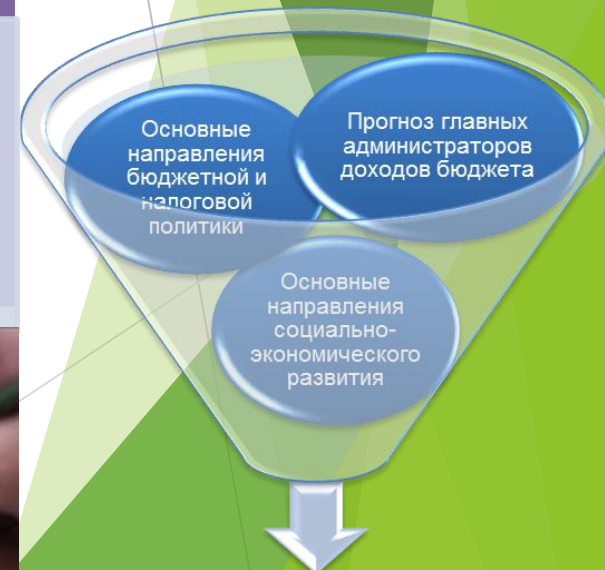 Основные
направления
бюджетной и
налоговой
политики
Прогноз главных
администраторов
доходов бюджета
Основные
направления
социально-
экономического
развития